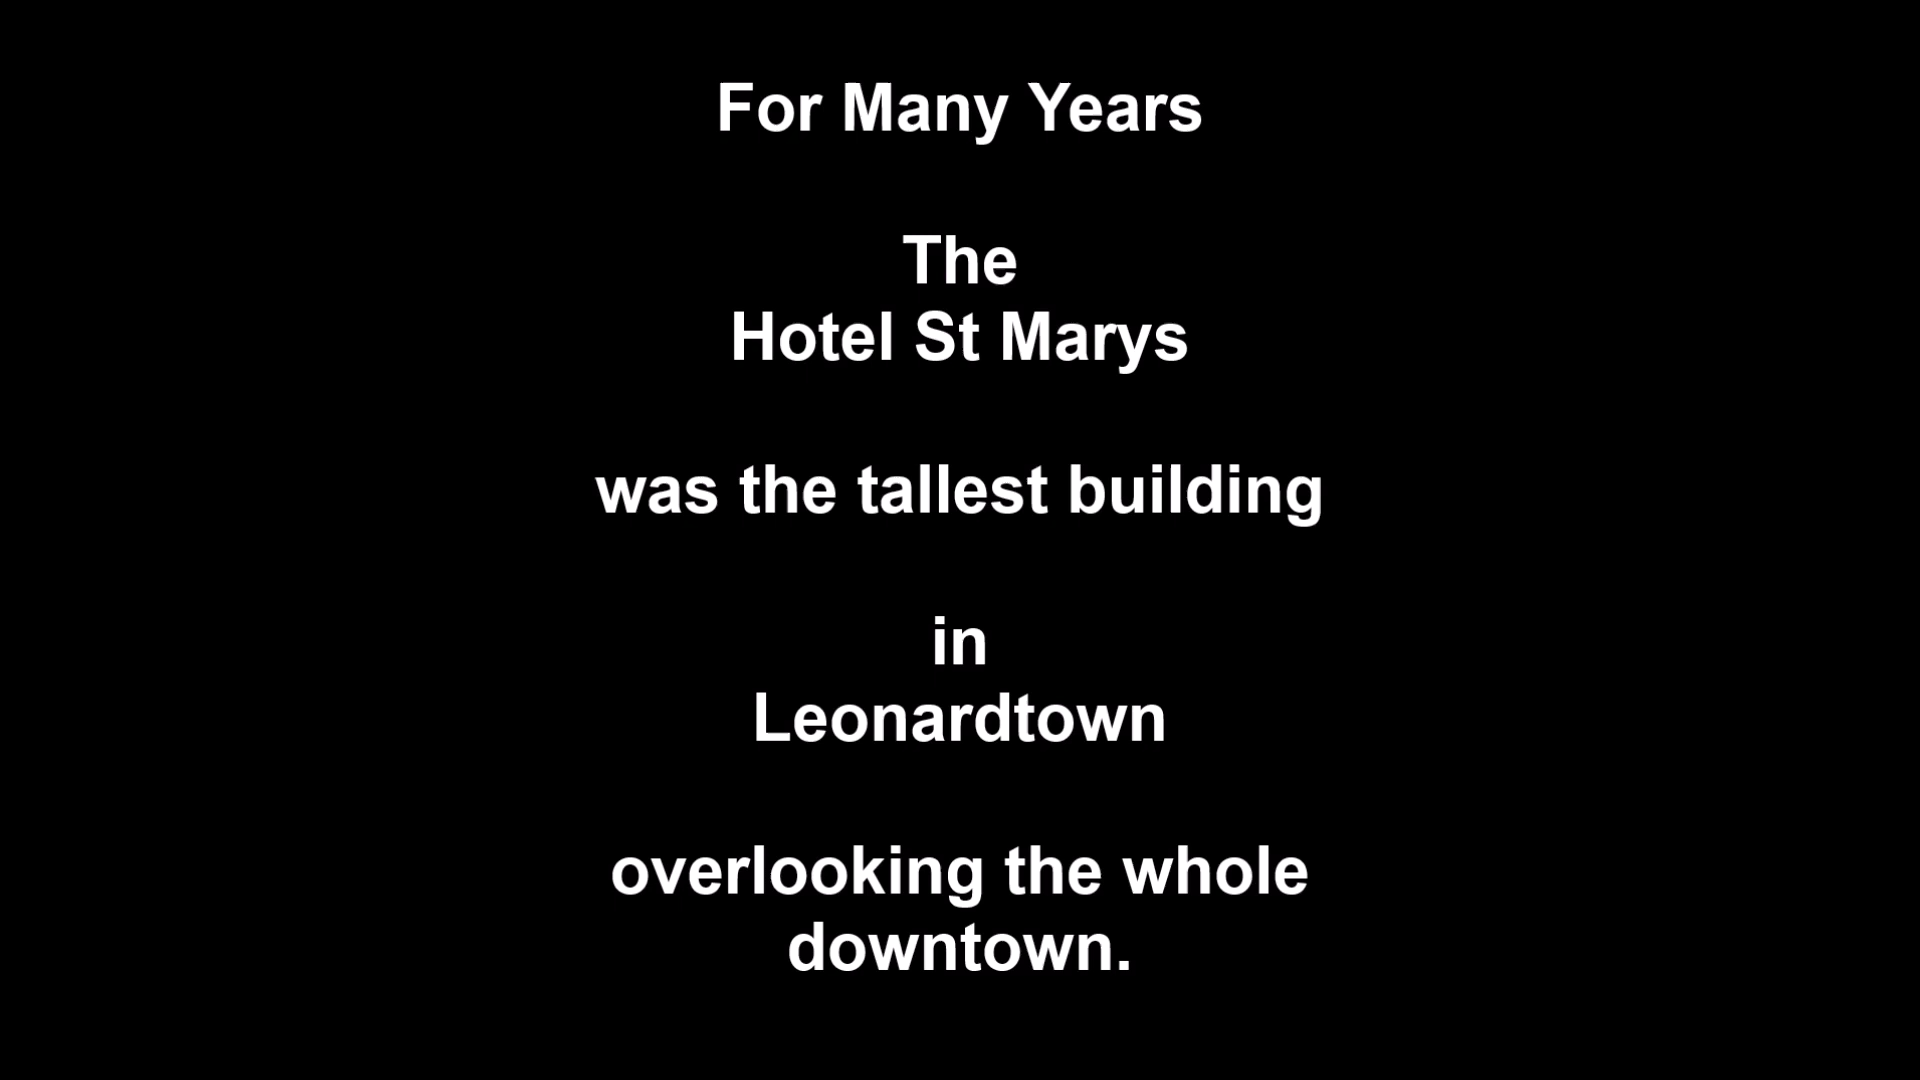 For Many Years
The
Hotel St Marys
was the tallest building
in
Leonardtown
overlooking the whole
downtown.